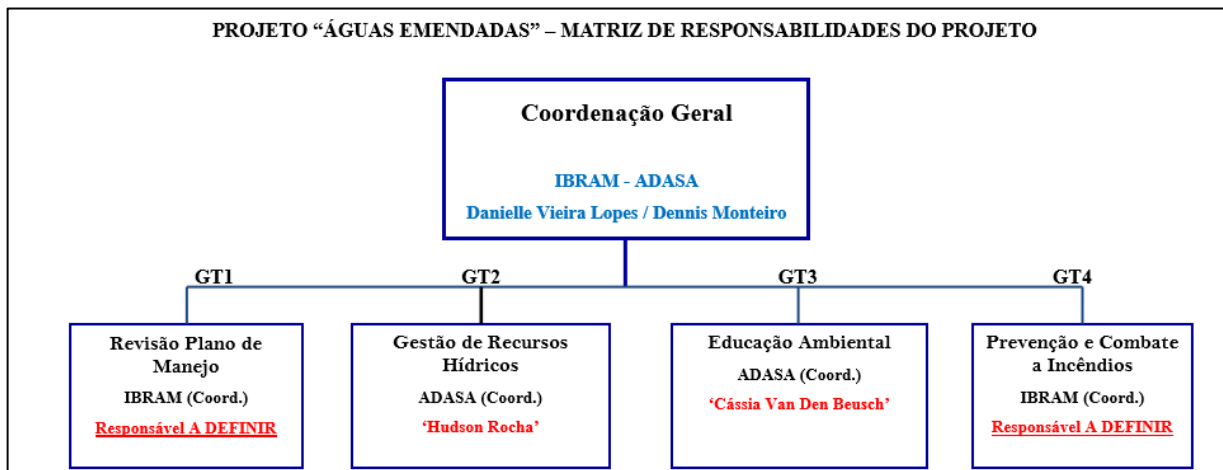 PROJETO “ÁGUAS EMENDADAS” – MATRIZ DE RESPONSABILIDADES DO PROJETO
Coordenação Geral
IBRAM - ADASA
Danielle Vieira Lopes / Dennis Monteiro
GT1
GT2
GT3
GT4
Revisão Plano de
Manejo
IBRAM (Coord.)
Responsável A DEFINIR
Gestão de Recursos
Hídricos
ADASA (Coord.)
‘Hudson Rocha’
Educação Ambiental
ADASA (Coord.)
‘Cássia Van Den Beusch’
Prevenção e Combate
a Incêndios
IBRAM (Coord.)
Responsável A DEFINIR